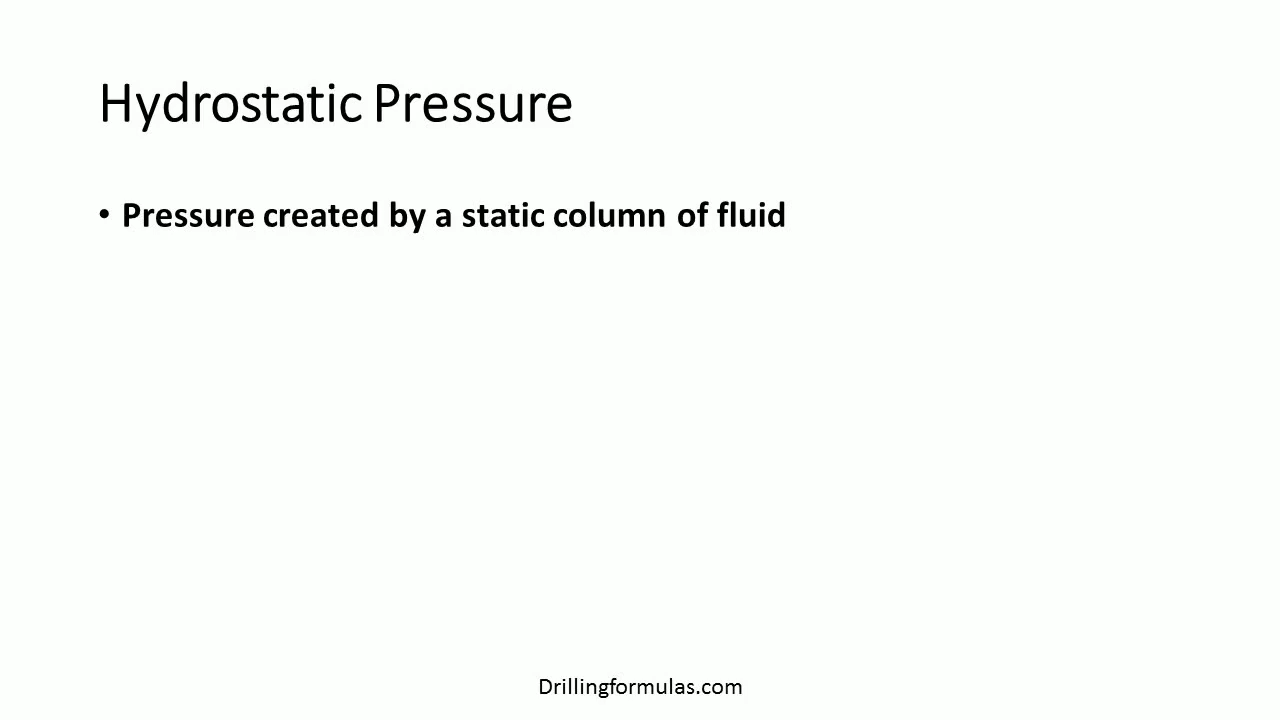 Hydrostatic Pressure
• Pressure created by a static column of fluid
Drillingformulas.com